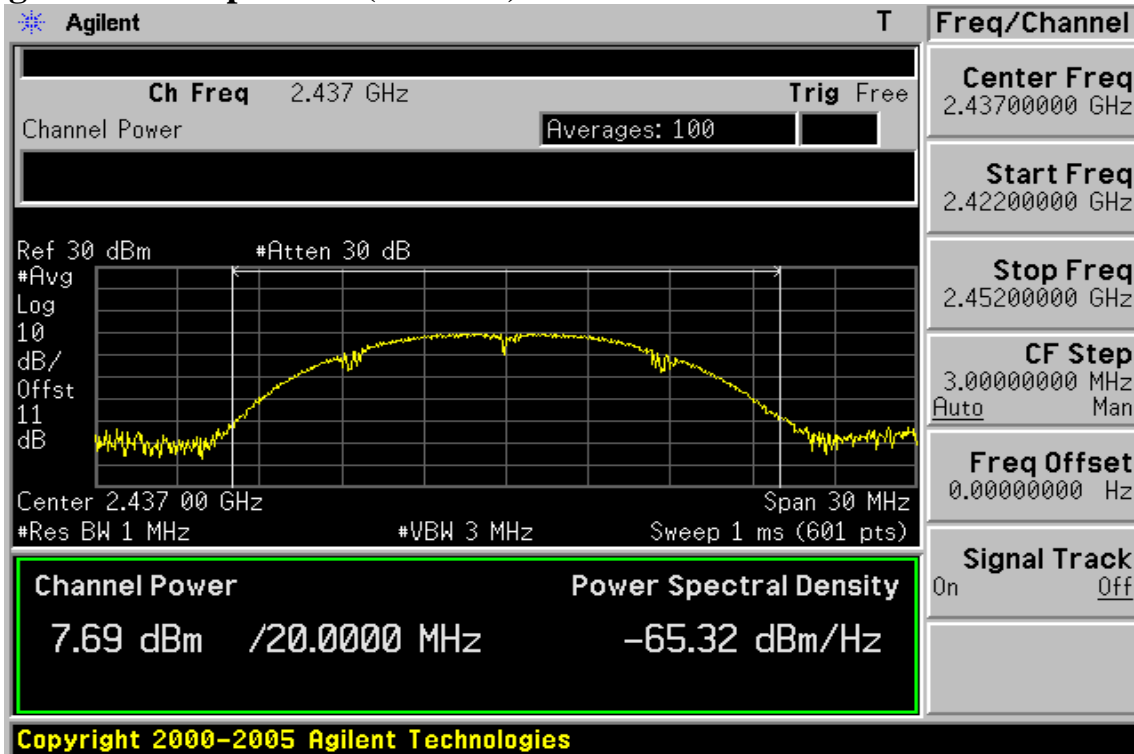 Agilent T Freq/Channel
Ch Freq 2.437 GHz Trig Free
Channel Power Averages: 100
Ref 30 dBm #Atten 30 dB
#Avg
Log
10
dB/
Offst
11
dB
Center 2.437 00 GHz Span 30 MHz
#Res BW 1 MHz #VBW 3 MHz Sweep 1 ms (601 pts)
Channel Power Power Spectral Density
7.69 dBm /20.0000 MHz -65.32 dBm/Hz
Copyright 2000-2005 Agilent Technologies
Center Freq
2.43700000 GHz
Start Freq
2.42200000 GHz
Stop Freq
2.45200000 GHz
CF Step
3.00000000 MHz
Auto Man
Freq Offset
0.00000000 Hz
Signal Track
On Off